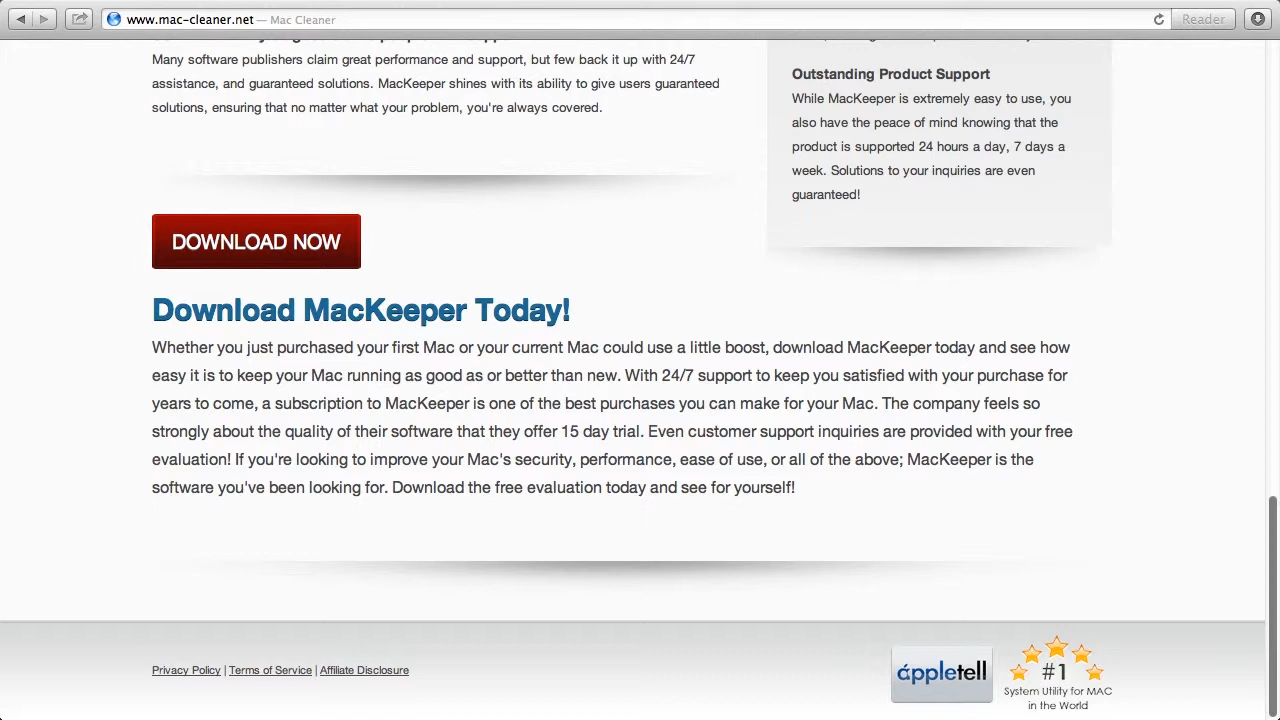 www.mac-cleaner.net — Mac Cleaner
Reader
Many software publishers claim great performance and support, but few back it up with 24/7
assistance, and guaranteed solutions. MacKeeper shines with its ability to give users guaranteed
solutions, ensuring that no matter what your problem, you're always covered.
Outstanding Product Support
While MacKeeper is extremely easy to use, you
also have the peace of mind knowing that the
product is supported 24 hours a day, 7 days a
week. Solutions to your inquiries are even
guaranteed!
DOWNLOAD NOW
Download MacKeeper Today!
Whether you just purchased your first Mac or your current Mac could use a little boost, download MacKeeper today and see how
easy it is to keep your Mac running as good as or better than new. With 24/7 support to keep you satisfied with your purchase for
years to come, a subscription to MacKeeper is one of the best purchases you can make for your Mac. The company feels so
strongly about the quality of their software that they offer 15 day trial. Even customer support inquiries are provided with your free
evaluation! If you're looking to improve your Mac's security, performance, ease of use, or all of the above; MacKeeper is the
software you've been looking for. Download the free evaluation today and see for yourself!
Privacy Policy | Terms of Service | Affiliate Disclosure
áppletell
#1
System Utility for MAC
in the World